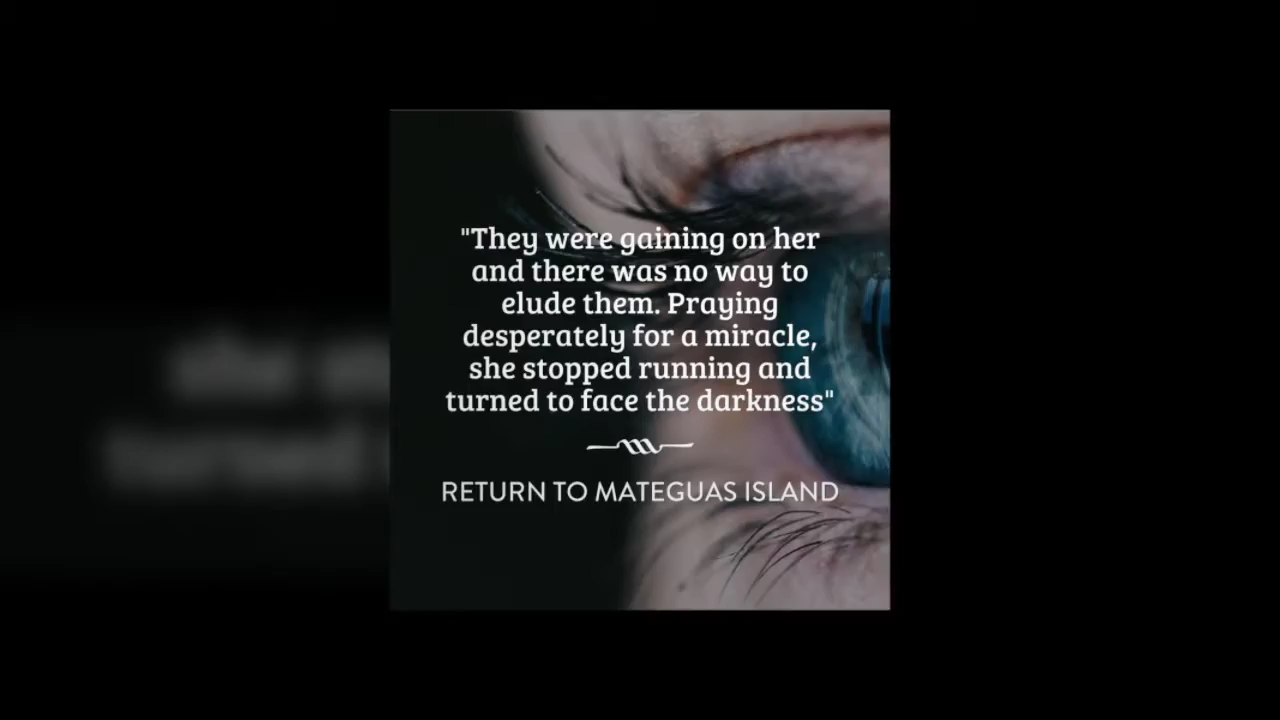 "They were gaining on her
and there was no way to
elude them. Praying
desperately for a miracle,
she stopped running and
turned to face the darkness"
RETURN TO MATEGUAS ISLAND